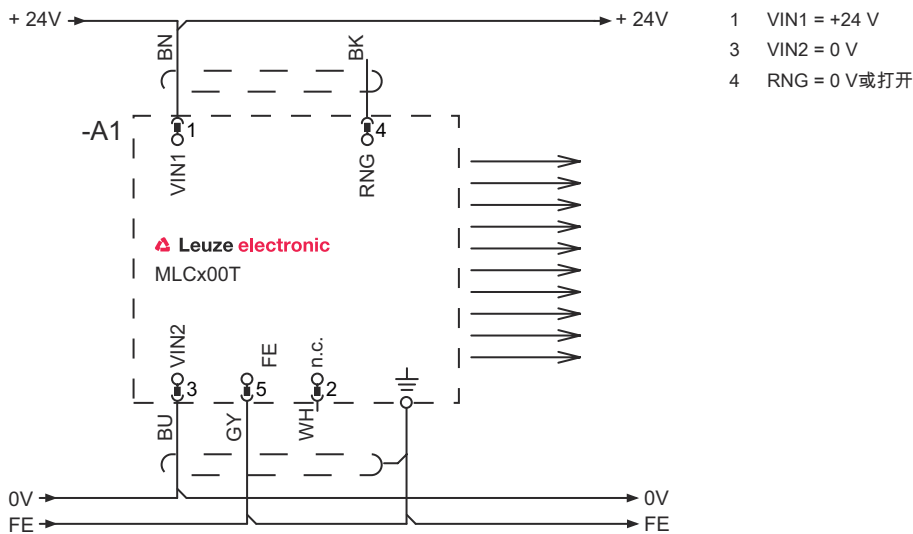 + 24V
+ 24V
1 VIN1 = +24 V
3 VIN2 = 0 V
4 RNG = 0 V或打开
BN
BK
-A1
1
4
VIN1
RNG
Leuze electronic
MLCx00T
VIN2
FE
n.c.
3
5
2
BU
GY
WH
0V
0V
FE
FE